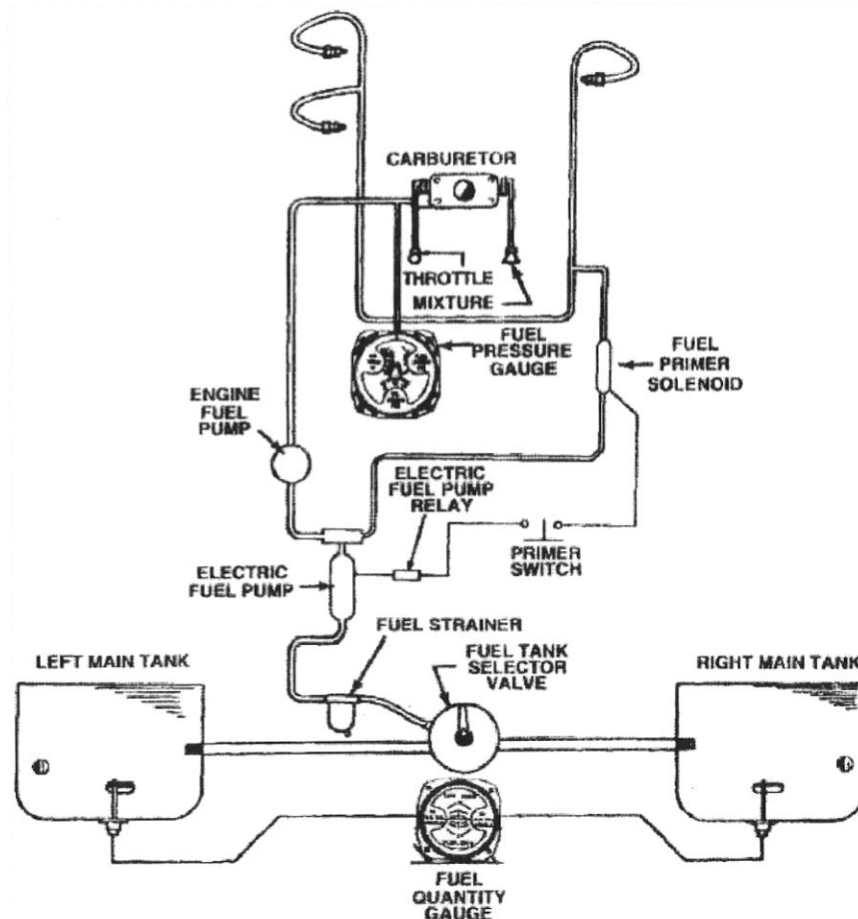 CARBURETOR
THROTTLE
MIXTURE
FUEL
PRESSURE
GAUGE
FUEL
PRIMER
SOLENOID
ENGINE
FUEL
PUMP
ELECTRIC
FUEL PUMP
RELAY
PRIMER
SWITCH
ELECTRIC
FUEL PUMP
FUEL STRAINER
FUEL TANK
SELECTOR
VALVE
LEFT MAIN TANK
RIGHT MAIN TANK
FUEL
QUANTITY
GAUGE